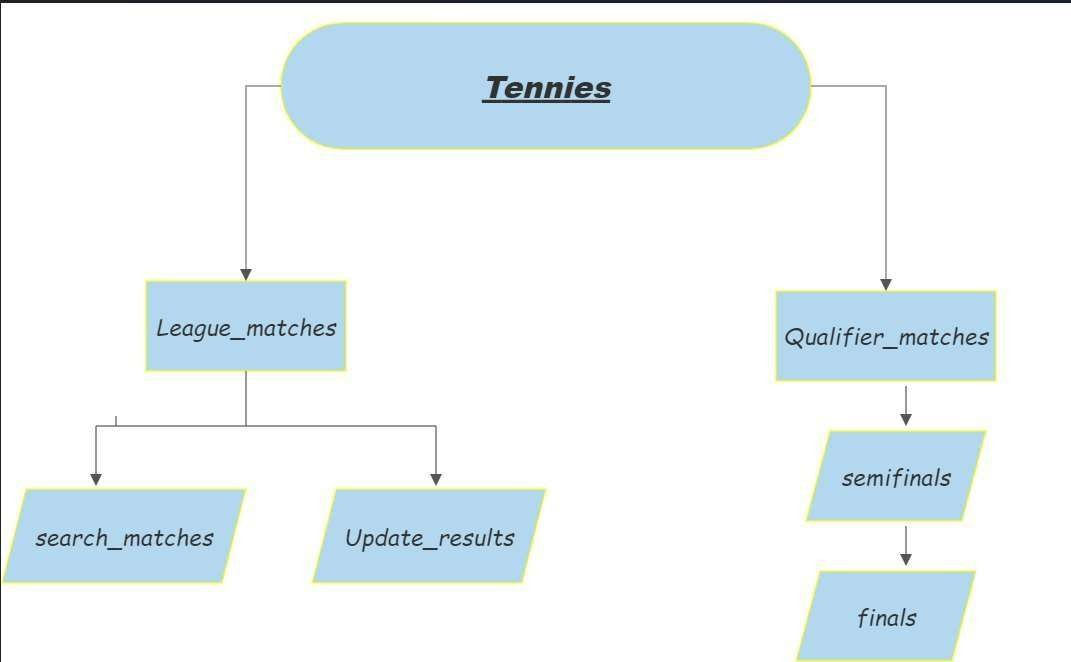 Tennies
League_matches
Qualifier_matches
semifinals
search_matches
Update_results
finals